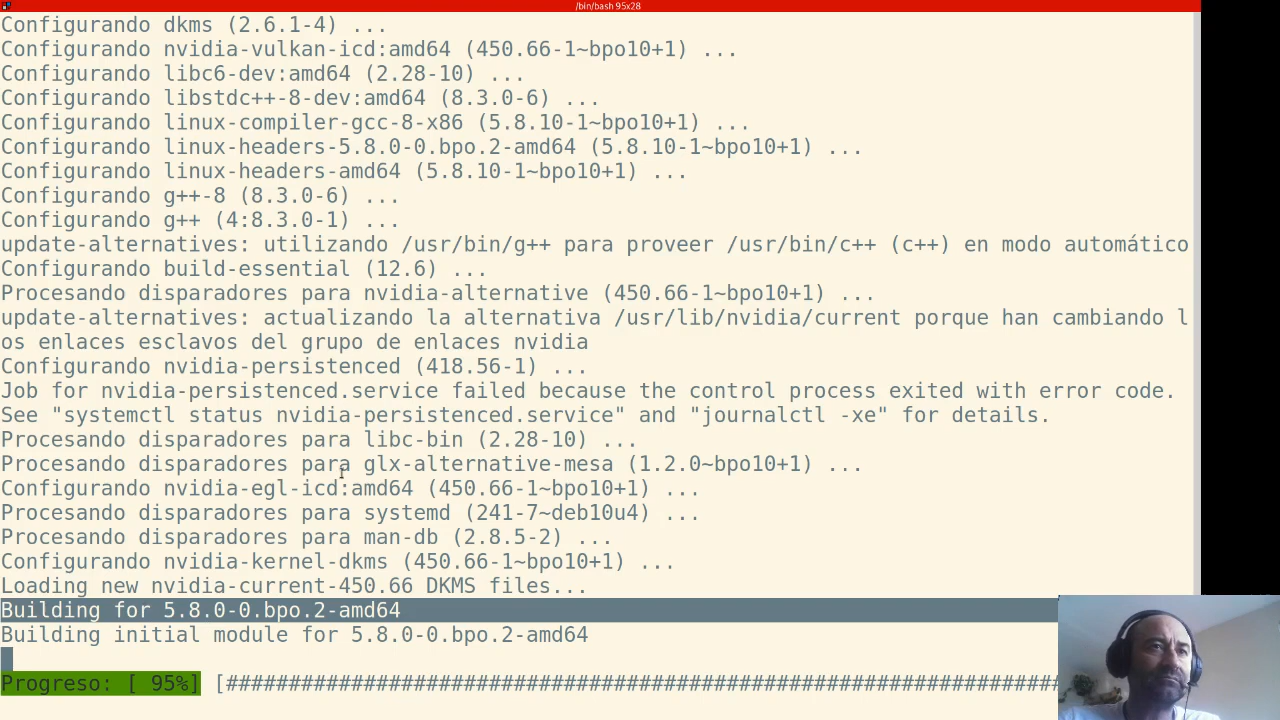 /bin/bash 95x28
Configurando dkms (2.6.1-4) ...
Configurando nvidia-vulkan-icd:amd64 (450.66-1~bpo10+1) ...
Configurando libc6-dev:amd64 (2.28-10) ...
Configurando libstdc++-8-dev:amd64 (8.3.0-6) ...
Configurando linux-compiler-gcc-8-x86 (5.8.10-1~bpo10+1) ...
Configurando linux-headers-5.8.0-0.bpo.2-amd64 (5.8.10-1~bpo10+1) ...
Configurando linux-headers-amd64 (5.8.10-1~bpo10+1) ...
Configurando g++-8 (8.3.0-6) ...
Configurando g++ (4:8.3.0-1) ...
update-alternatives: utilizando /usr/bin/g++ para proveer /usr/bin/c++ (c++) en modo automático
Configurando build-essential (12.6) ...
Procesando disparadores para nvidia-alternative (450.66-1~bpo10+1) ...
update-alternatives: actualizando la alternativa /usr/lib/nvidia/current porque han cambiando l
os enlaces esclavos del grupo de enlaces nvidia
Configurando nvidia-persistenced (418.56-1) ...
Job for nvidia-persistenced.service failed because the control process exited with error code.
See "systemctl status nvidia-persistenced.service" and "journalctl -xe" for details.
Procesando disparadores para libc-bin (2.28-10) ...
Procesando disparadores para glx-alternative-mesa (1.2.0~bpo10+1) ...
Configurando nvidia-egl-icd:amd64 (450.66-1~bpo10+1) ...
Procesando disparadores para systemd (241-7~deb10u4) ...
Procesando disparadores para man-db (2.8.5-2) ...
Configurando nvidia-kernel-dkms (450.66-1~bpo10+1) ...
Loading new nvidia-current-450.66 DKMS files...
Building for 5.8.0-0.bpo.2-amd64
Building initial module for 5.8.0-0.bpo.2-amd64
Progreso: [ 95%] [###################################################################